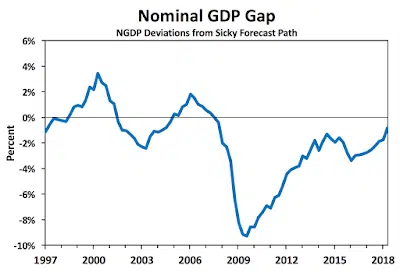 Nominal GDP Gap
NGDP Deviations from Sicky Forecast Path
6%
4%
2%
0%
-2%
-4%
-6%
-8%
-10%
Percent
1997 2000 2003 2006 2009 2012 2015 2018